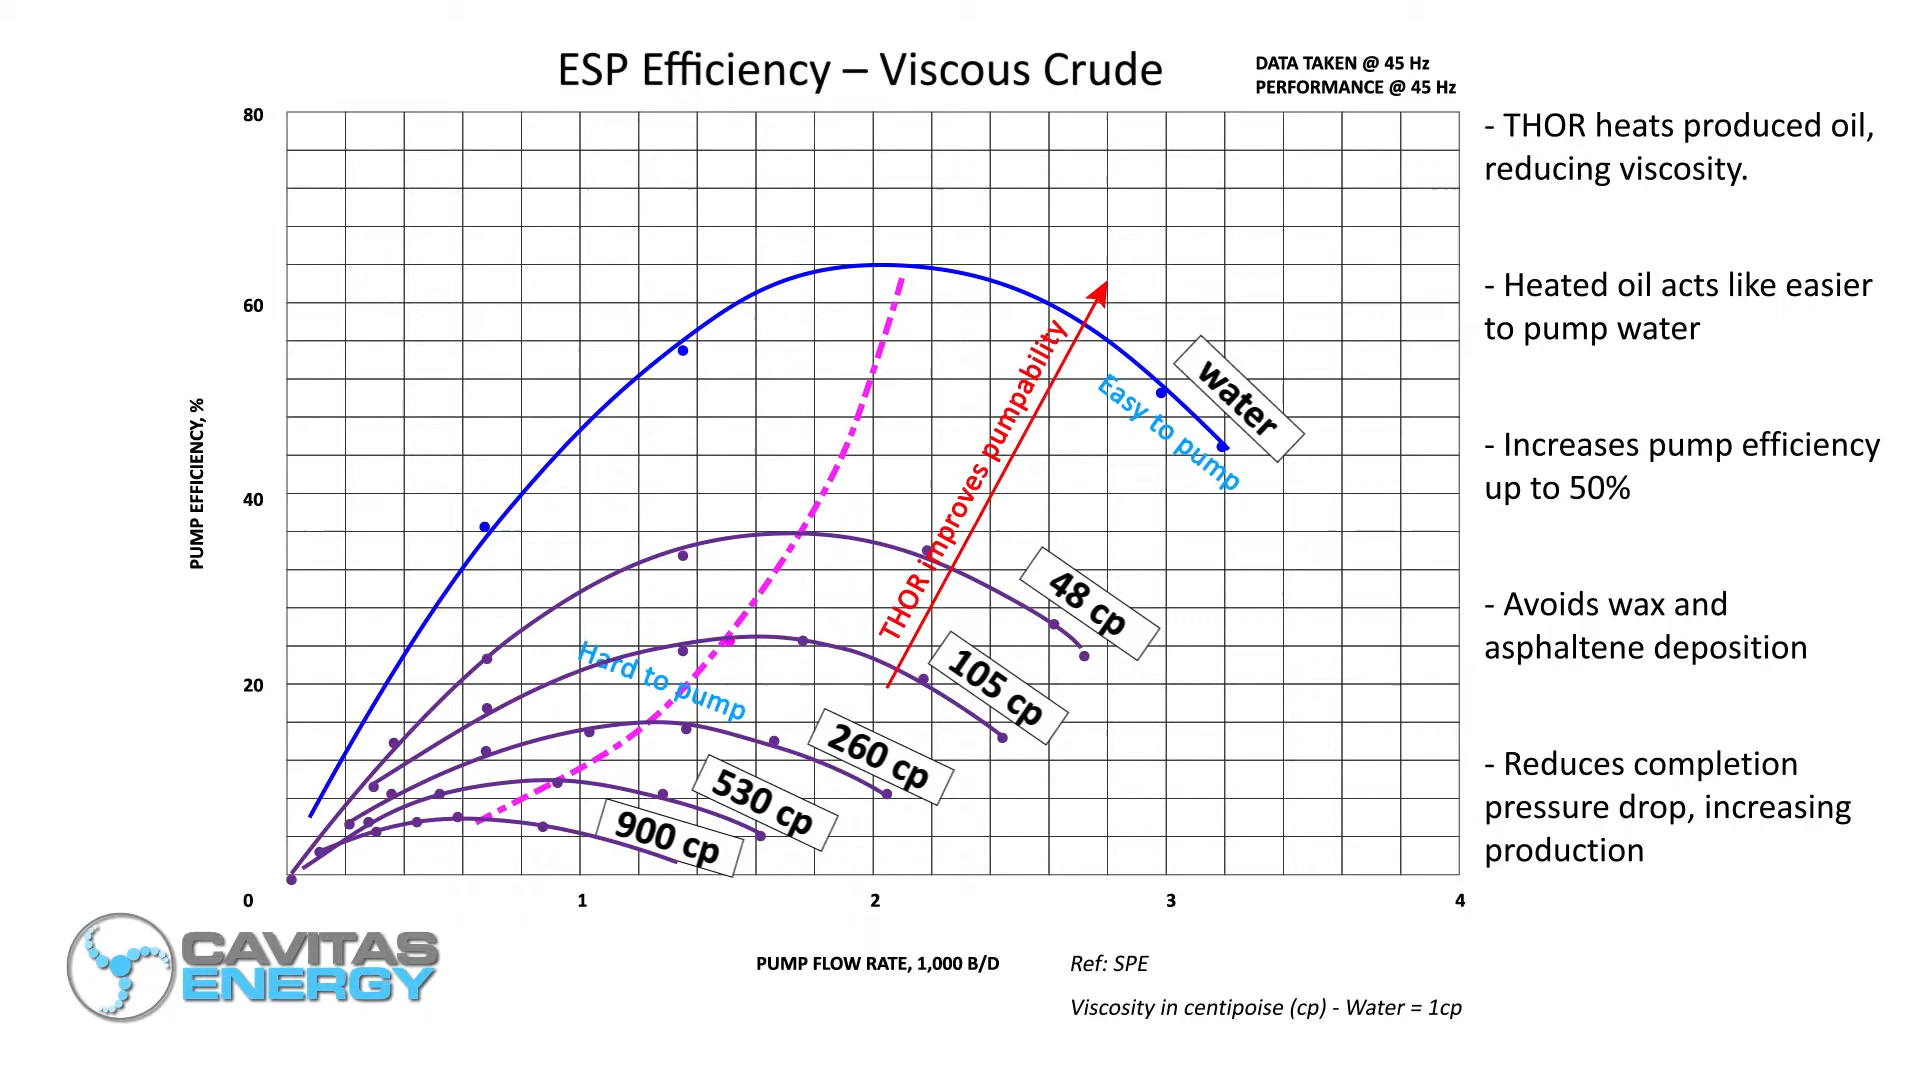 ESP Efficiency – Viscous Crude
DATA TAKEN @ 45 Hz
PERFORMANCE @ 45 Hz
80
60
40
20
0
1
2
3
4
PUMP EFFICIENCY, %
PUMP FLOW RATE, 1,000 B/D
water
Easy to pump
THOR improves pumpability
Hard to pump
48 cp
105 cp
260 cp
530 cp
900 cp
- THOR heats produced oil,
reducing viscosity.
- Heated oil acts like easier
to pump water
- Increases pump efficiency
up to 50%
- Avoids wax and
asphaltene deposition
- Reduces completion
pressure drop, increasing
production
CAVITAS
ENERGY
Ref: SPE
Viscosity in centipoise (cp) - Water = 1cp